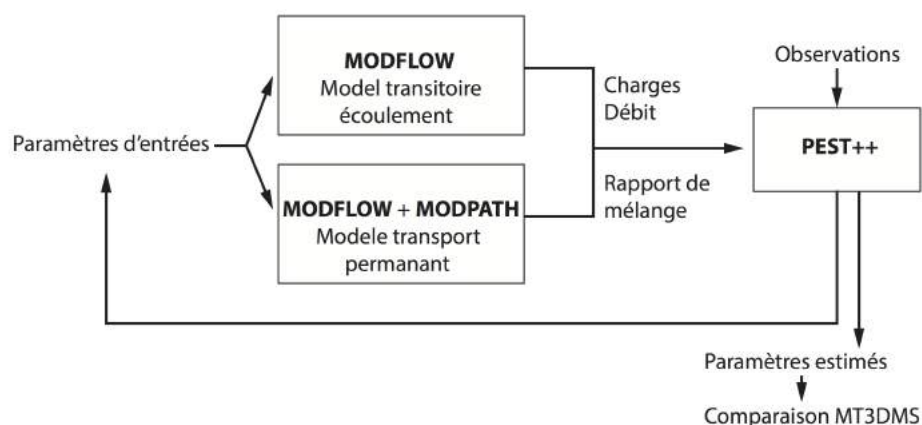 Paramètres d'entrées
MODFLOW
Model transitoire
écoulement
MODFLOW + MODPATH
Modele transport
permanant
Charges
Débit
Rapport de
mélange
Observations
PEST++
Paramètres estimés
Comparaison MT3DMS